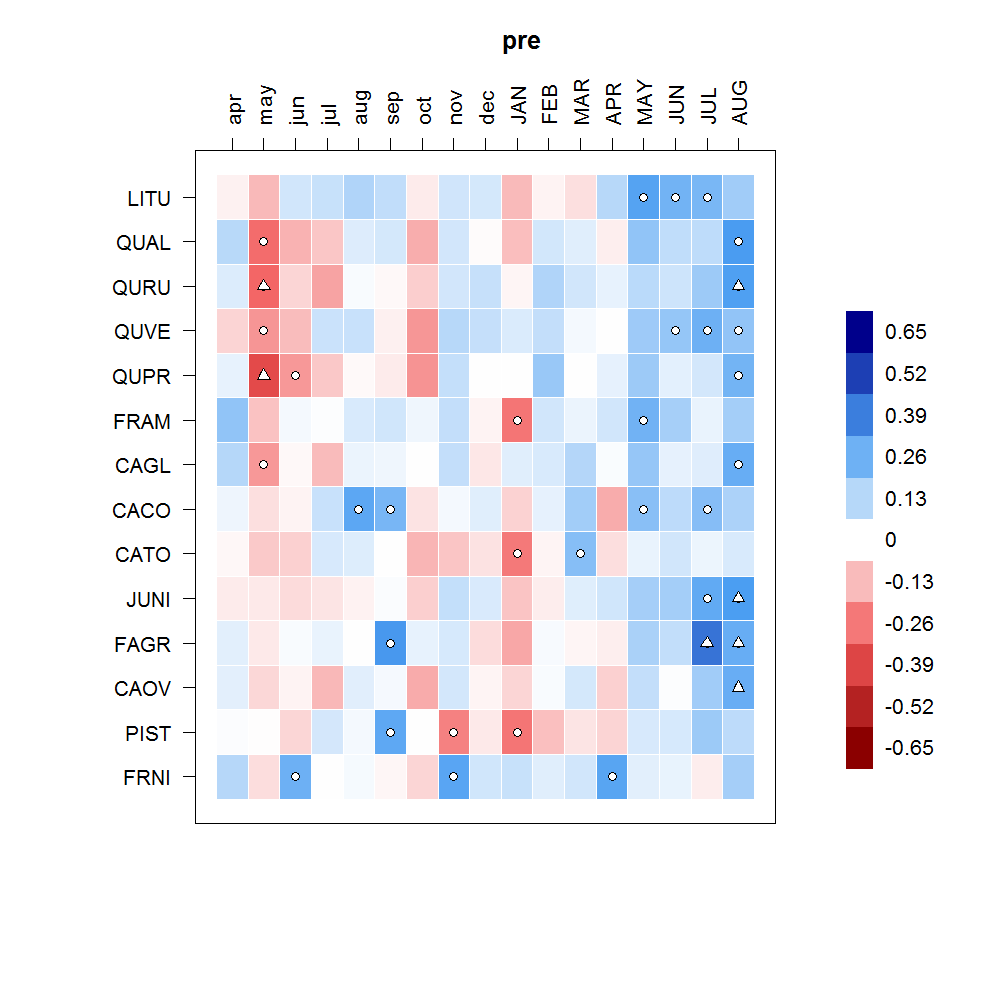 pre
apr may jun jul aug sep oct nov dec JAN FEB MAR APR MAY JUN JUL AUG
LITU
QUAL
QURU
QUVE
QUPR
FRAM
CAGL
CACO
CATO
JUNI
FAGR
CAOV
PIST
FRNI
0.65
0.52
0.39
0.26
0.13
0
-0.13
-0.26
-0.39
-0.52
-0.65